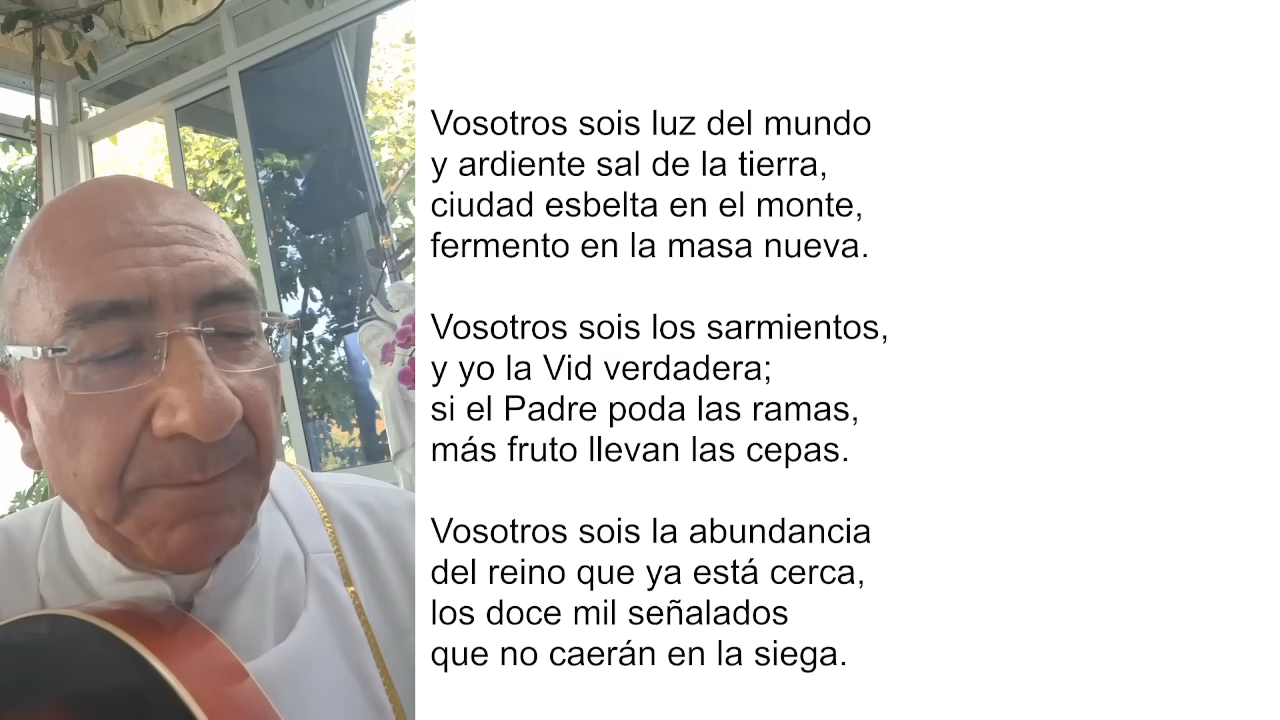 Vosotros sois luz del mundo
y ardiente sal de la tierra,
ciudad esbelta en el monte,
fermento en la masa nueva.
Vosotros sois los sarmientos,
y yo la Vid verdadera;
si el Padre poda las ramas,
más fruto llevan las cepas.
Vosotros sois la abundancia
del reino que ya está cerca,
los doce mil señalados
que no caerán en la siega.